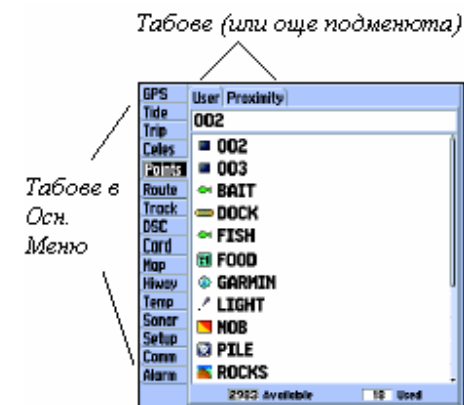 Табове (или още подменюта)
GPS
Tide
Trip
Celes
Points
Route
Track
DSC
Card
Map
Hiway
Temp
Sonar
Setup
Comm
Alarm
User Proximity
002
002
003
BAIT
DOCK
FISH
FOOD
GARMIN
LIGHT
MOB
PILE
ROCKS
2983 Available 18 Used
Табове в
Осн.
Меню